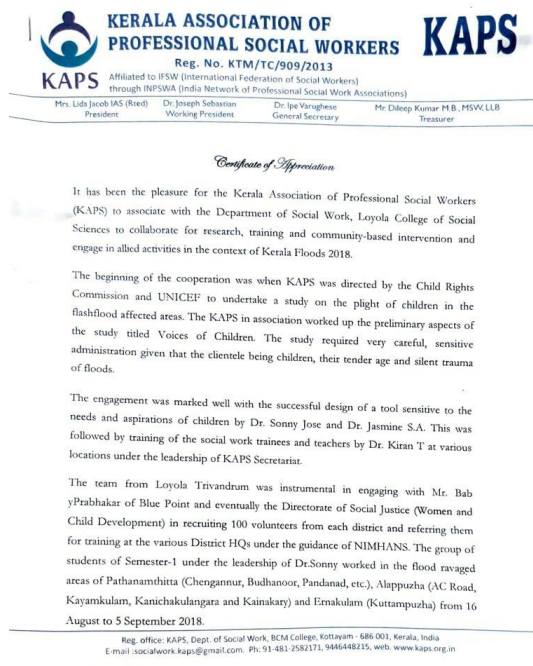 KERALA ASSOCIATION OF
PROFESSIONAL SOCIAL WORKERS
KAPS
Reg. No. KTM/TC/909/2013
KAPS
Affiliated to IFSW (International Federation of Social Workers)
through INPSWA (India Network of Professional Social Work Associations)
Mrs. Lida Jacob IAS (Rted)
President
Dr. Joseph Sebastian
Working President
Dr. Ipe Varughese
General Secretary
Mr. Dileep Kumar M.B., MSW, LLB
Treasurer
Certificate of Appreciation
It has been the pleasure for the Kerala Association of Professional Social Workers
(KAPS) to associate with the Department of Social Work, Loyola College of Social
Sciences to collaborate for research, training and community-based intervention and
engage in allied activities in the context of Kerala Floods 2018.
The beginning of the cooperation was when KAPS was directed by the Child Rights
Commission and UNICEF to undertake a study on the plight of children in the
flashflood affected areas. The KAPS in association worked up the preliminary aspects of
the study titled Voices of Children. The study required very careful, sensitive
administration given that the clientele being children, their tender age and silent trauma
of floods.
The engagement was marked well with the successful design of a tool sensitive to the
needs and aspirations of children by Dr. Sonny Jose and Dr. Jasmine S.A. This was
followed by training of the social work trainees and teachers by Dr. Kiran T at various
locations under the leadership of KAPS Secretariat.
The team from Loyola Trivandrum was instrumental in engaging with Mr. Bab
yPrabhakar of Blue Point and eventually the Directorate of Social Justice (Women and
Child Development) in recruiting 100 volunteers from each district and referring them
for training at the various District HQs under the guidance of NIMHANS. The group of
students of Semester-1 under the leadership of Dr.Sonny worked in the flood ravaged
areas of Pathanamthitta (Chengannur, Budhanoor, Pandanad, etc.), Alappuzha (AC Road,
Kayamkulam, Kanichakulangara and Kainakary) and Ernakulam (Kuttampuzha) from 16
August to 5 September 2018.
Reg. office: KAPS, Dept. of Social Work, BCM College, Kottayam - 686 001, Kerala, India
E-mail :socialwork.kaps@gmail.com. Ph: 91-481-2582171, 9446448215, web. www.kaps.org.in